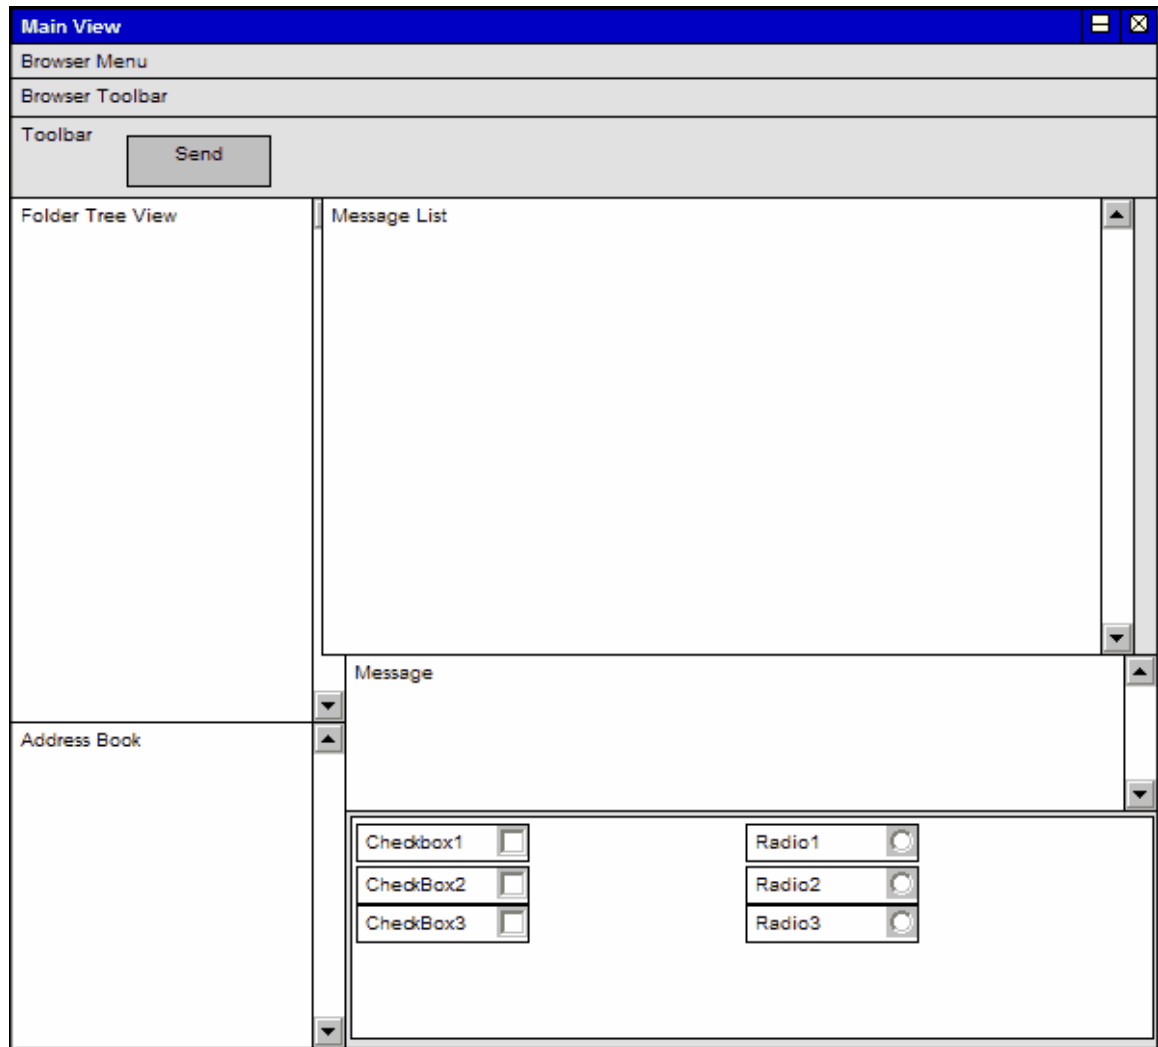 Main View
Browser Menu
Browser Toolbar
Toolbar
Send
Folder Tree View
Message List
Message
Address Book
Checkbox1
Radio1
CheckBox2
Radio2
CheckBox3
Radio3